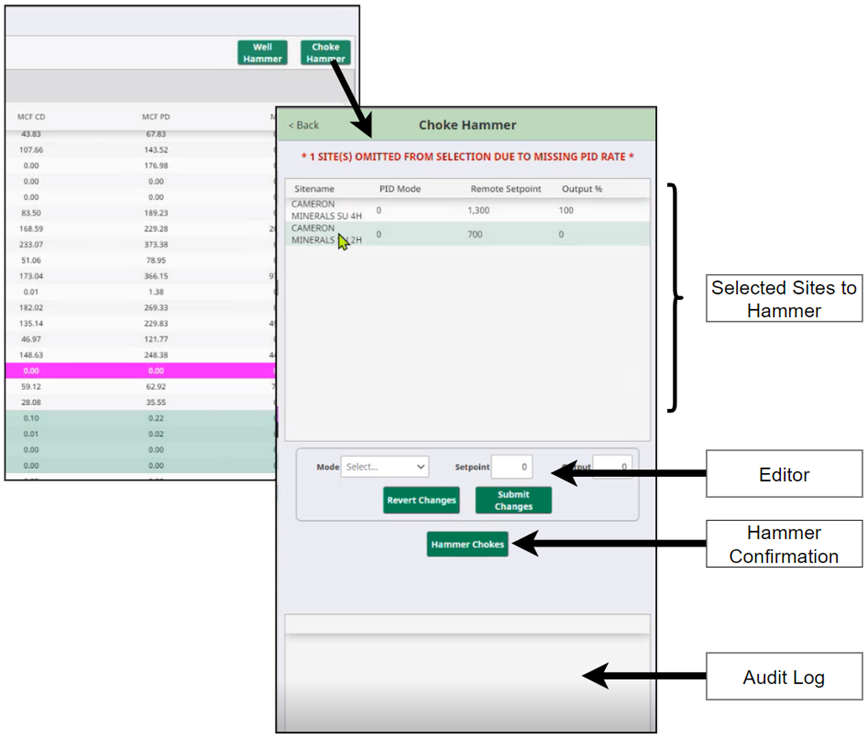 Well Hammer
Choke Hammer
MCF CD MCF PD
43.83 67.83
107.66 143.52
0.00 176.98
0.00 0.00
0.00 0.00
83.50 189.23
168.59 229.28
233.07 373.38
51.06 78.95
173.04 366.15
0.01 1.38
182.02 269.33
135.14 229.83
46.97 121.77
148.63 248.38
0.00 0.00
59.12 62.92
28.08 35.55
0.10 0.22
0.01 0.02
0.00 0.00
0.00 0.00
< Back Choke Hammer
* 1 SITE(S) OMITTED FROM SELECTION DUE TO MISSING PID RATE *
Sitename PID Mode Remote Setpoint Output %
CAMERON
MINERALS SU 4H 0 1,300 100
CAMERON
MINERALS 2H 0 700 0
Mode Select... Setpoint 0 0
Revert Changes
Submit
Changes
Hammer Chokes
Selected Sites to
Hammer
Editor
Hammer
Confirmation
Audit Log